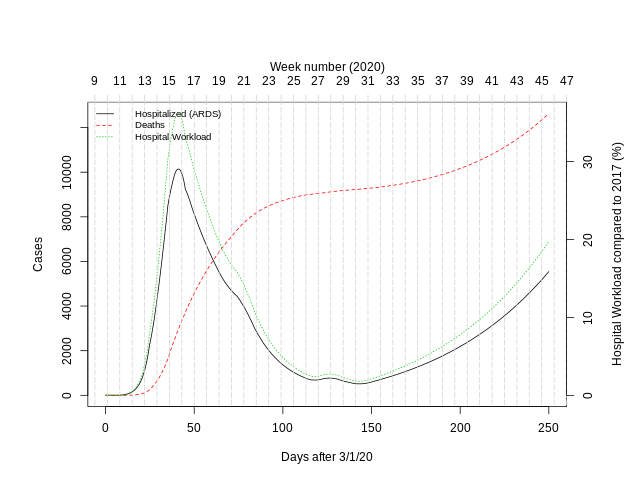 Week number (2020)
9 11 13 15 17 19 21 23 25 27 29 31 33 35 37 39 41 43 45 47
Hospitalized (ARDS)
Deaths
Hospital Workload
Cases
0 2000 4000 6000 8000 10000
Hospital Workload compared to 2017 (%)
0 10 20 30
0 50 100 150 200 250
Days after 3/1/20